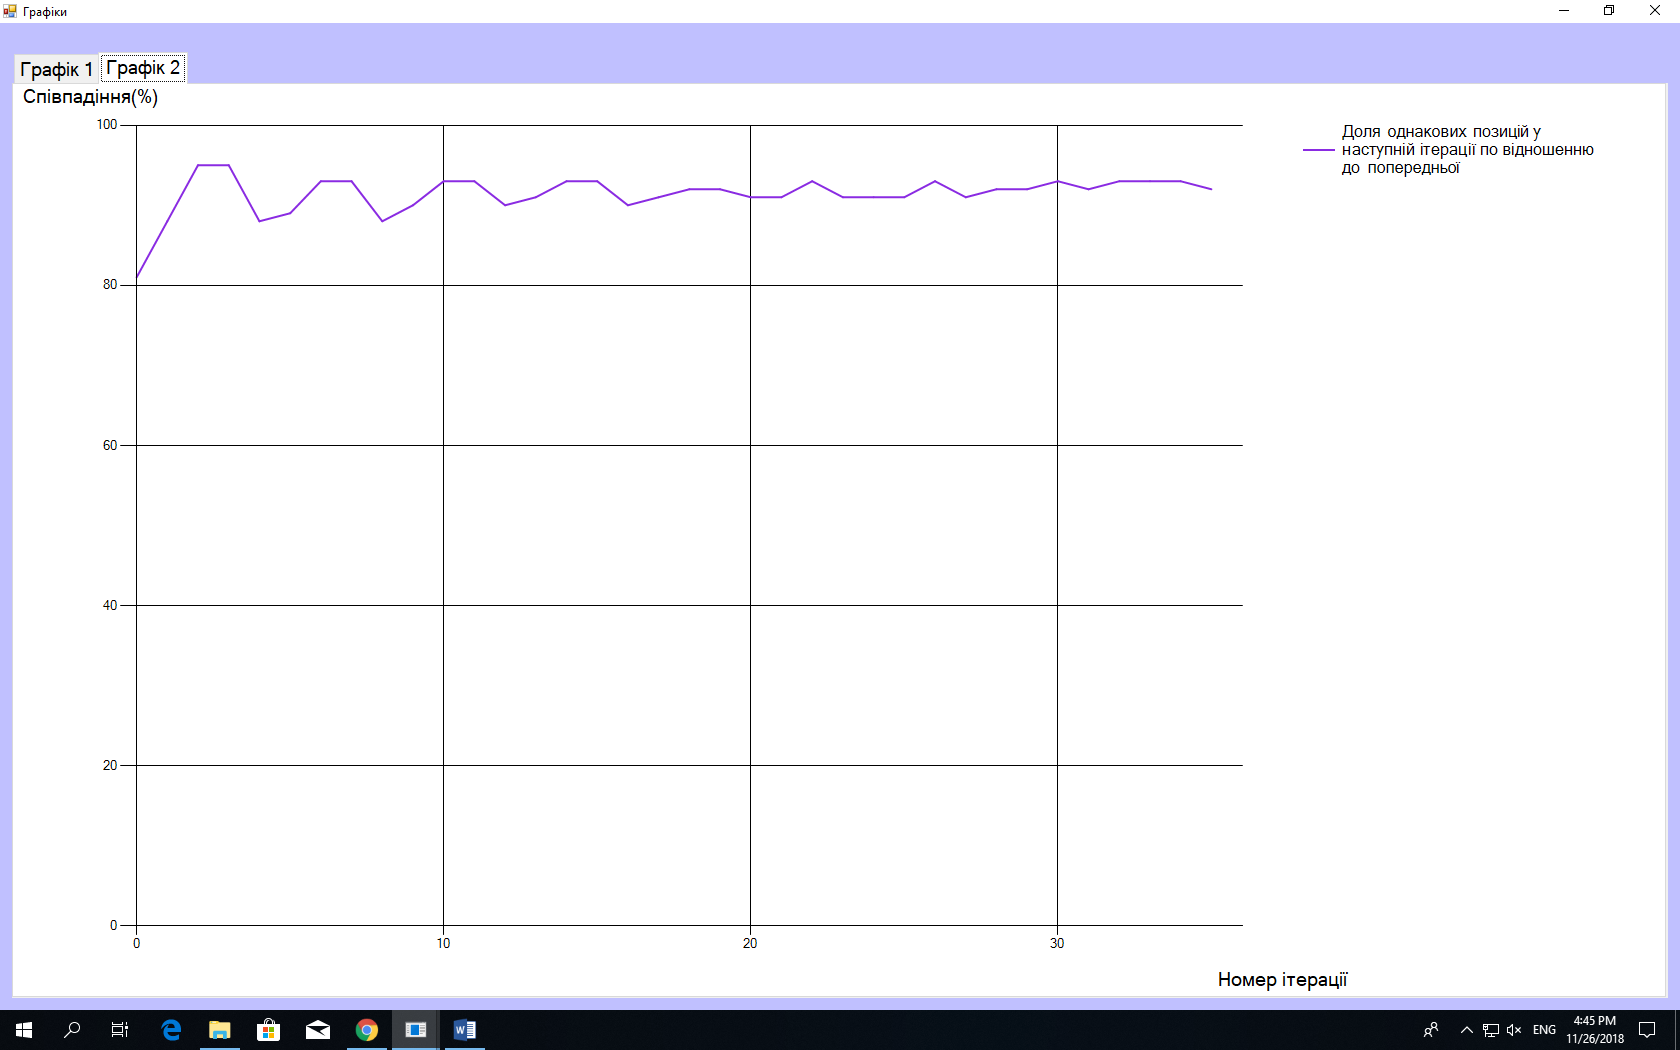 Графіки
Графік 1
Графік 2
Співпадіння(%)
100
80
60
40
20
0
0
10
20
30
Номер ітерації
Доля однакових позицій у
наступній ітерації по відношенню
до попередньої
ENG
4:45 PM
11/26/2018